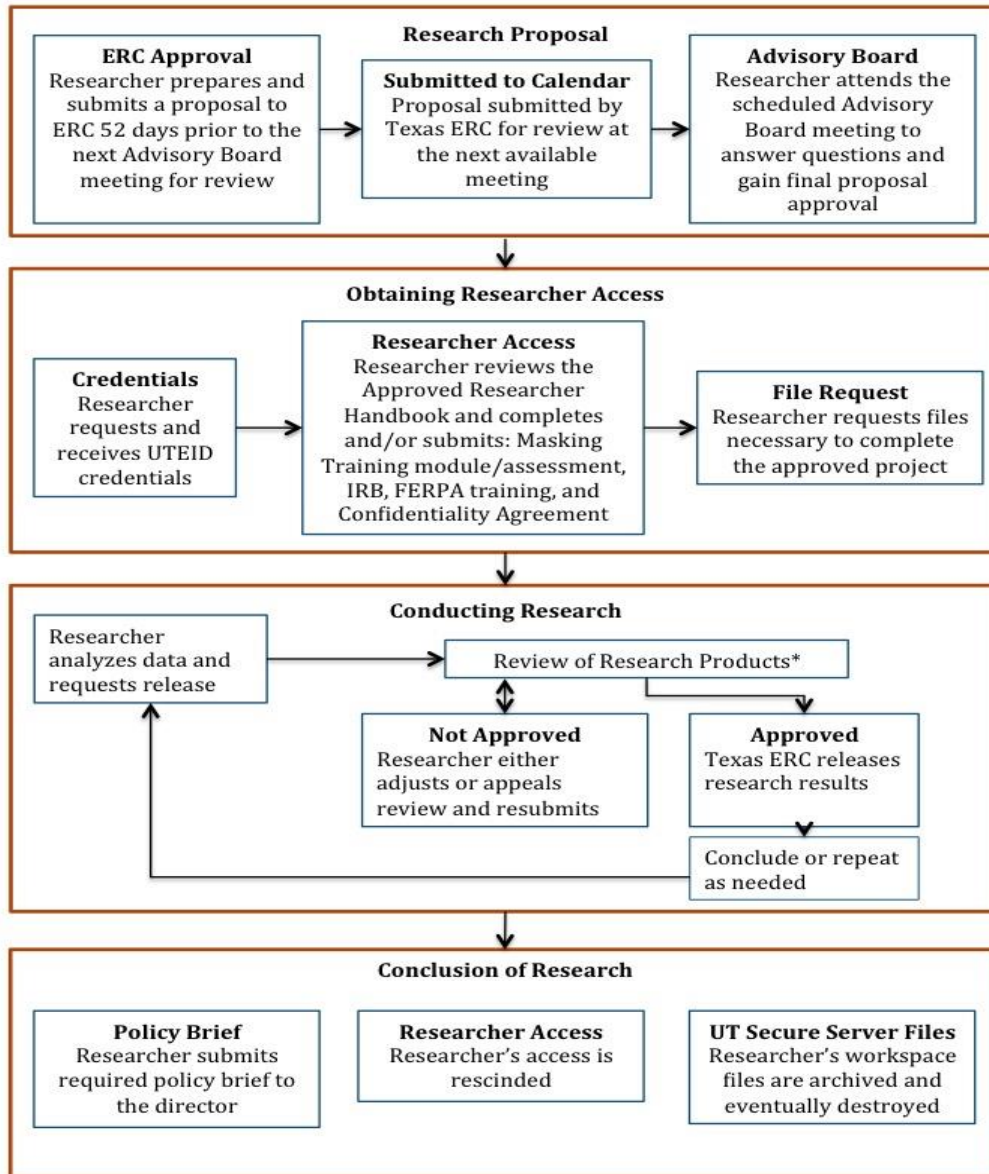 Research Proposal
ERC Approval
Researcher prepares and
submits a proposal to
ERC 52 days prior to the
next Advisory Board
meeting for review
Submitted to Calendar
Proposal submitted by
Texas ERC for review at
the next available
meeting
Advisory Board
Researcher attends the
scheduled Advisory
Board meeting to
answer questions and
gain final proposal
approval
Obtaining Researcher Access
Credentials
Researcher
requests and
receives UTEID
credentials
Researcher Access
Researcher reviews the
Approved Researcher
Handbook and completes
and/or submits: Masking
Training module/assessment,
IRB, FERPA training, and
Confidentiality Agreement
File Request
Researcher requests files
necessary to complete
the approved project
Conducting Research
Researcher
analyzes data and
requests release
Review of Research Products*
Not Approved
Researcher either
adjusts or appeals
review and resubmits
Approved
Texas ERC releases
research results
Conclude or repeat
as needed
Conclusion of Research
Policy Brief
Researcher submits
required policy brief to
the director
Researcher Access
Researcher’s access is
rescinded
UT Secure Server Files
Researcher’s workspace
files are archived and
eventually destroyed